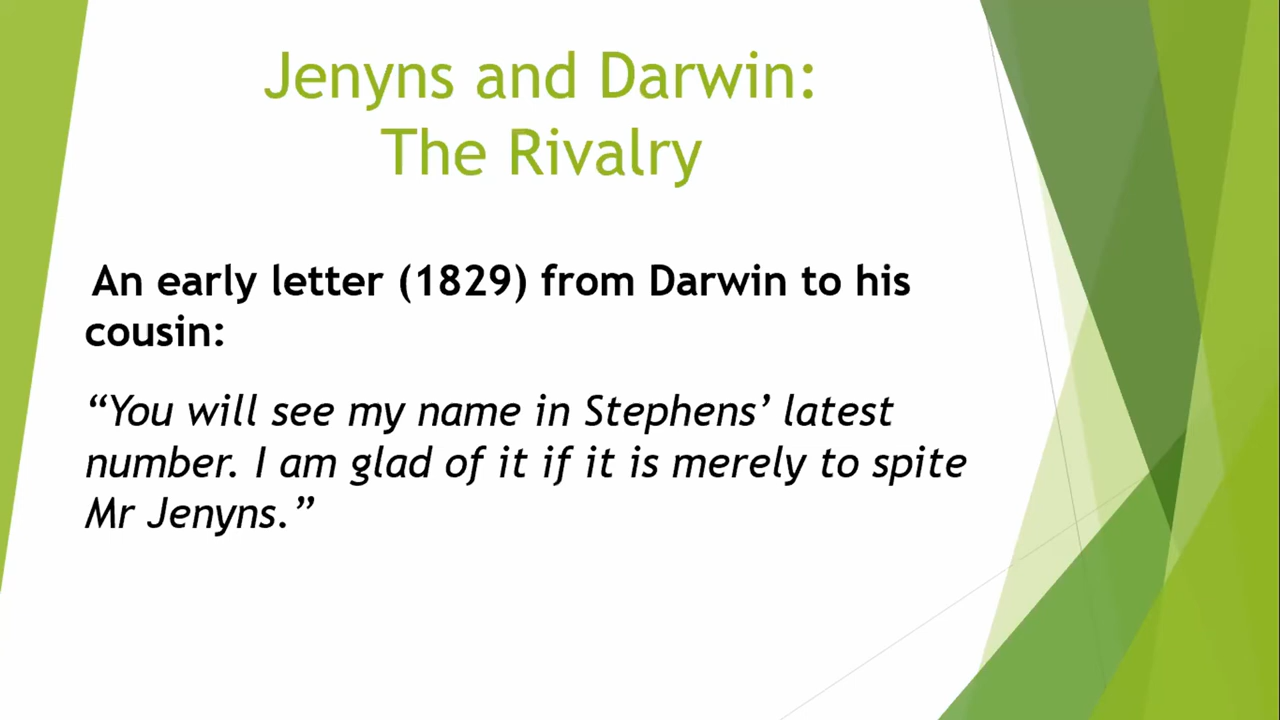 Jenyns and Darwin:
The Rivalry
An early letter (1829) from Darwin to his
cousin:
“You will see my name in Stephens’ latest
number. I am glad of it if it is merely to spite
Mr Jenyns.”